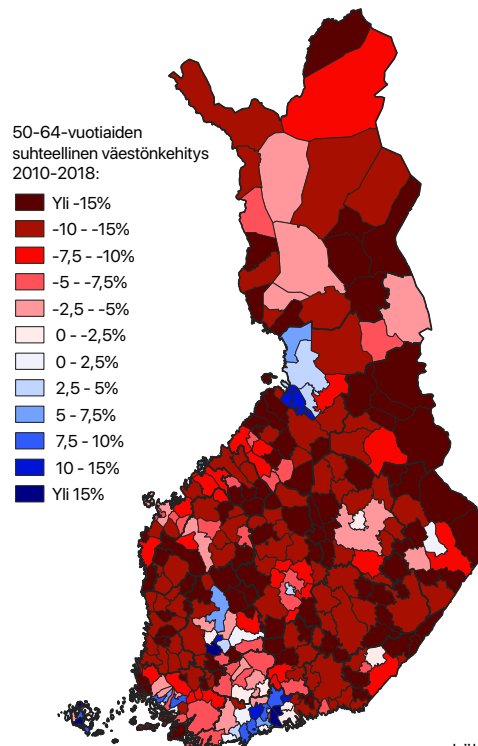 50-64-vuotiaiden
suhteellinen väestönkehitys
2010-2018:
Yli -15%
-10 - -15%
-7,5 - -10%
-5 - -7,5%
-2,5 - -5%
0 - -2,5%
0 - 2,5%
2,5 - 5%
5 - 7,5%
7,5 - 10%
10 - 15%
Yli 15%